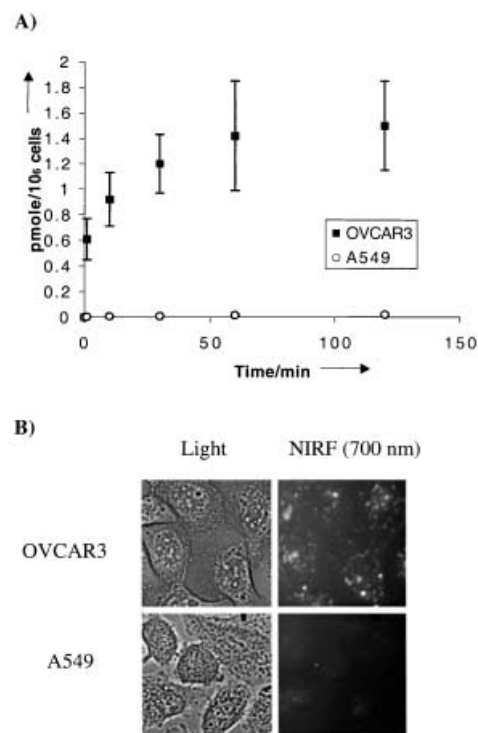 A)
pmole/10⁶ cells
2
1.8
1.6
1.4
1.2
1
0.8
0.6
0.4
0.2
0
0 50 100 150
Time/min
OVCAR3
A549
B)
Light NIRF (700 nm)
OVCAR3
A549